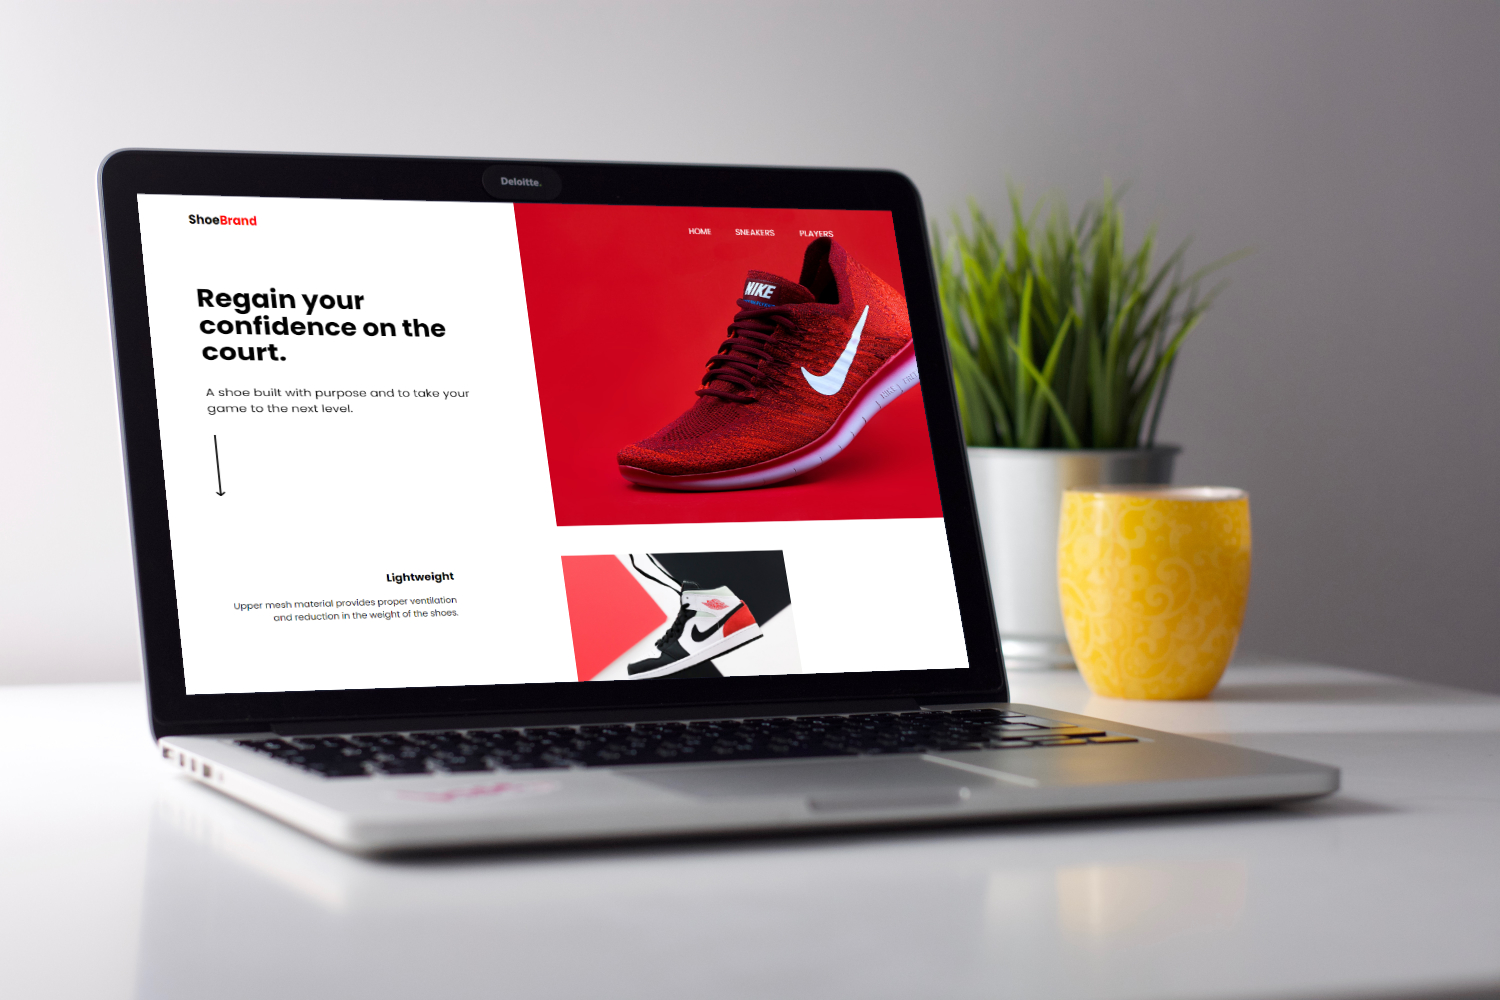 Deloitte.
ShoeBrand
HOME SNEAKERS PLAYERS
NIKE
Regain your
confidence on the
court.
A shoe built with purpose and to take your
game to the next level.
NIKE FREE
Lightweight
Upper mesh material provides proper ventilation
and reduction in the weight of the shoes.